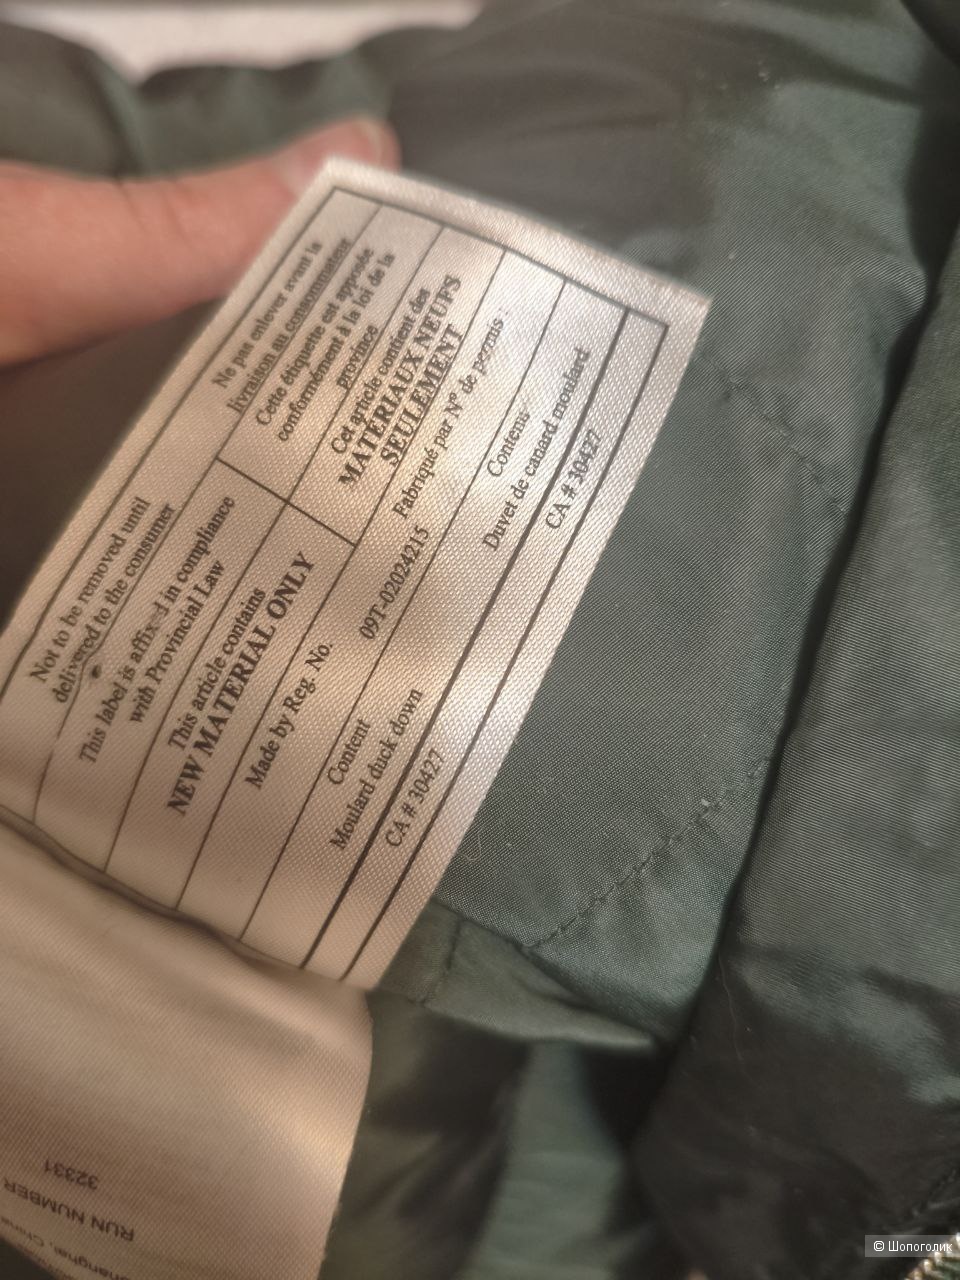 Not to be removed until
delivered to the consumer
Ne pas enlever avant la
livraison au consommateur
This label is affixed in compliance
with Provincial Law
Cette étiquette est apposée
conformément à la loi de la
province
This article contains
NEW MATERIAL ONLY
Cet article contient des
MATERIAUX NEUFS
SEULEMENT
Made by Reg. No.
09T-02024215
Fabriqué par N° de permis :
Content
Moulard duck down
Contenu
Duvet de canard moulard
CA # 30427
CA # 30427
Shanghai, China
RUN NUMBER
32331
© Шопоголик